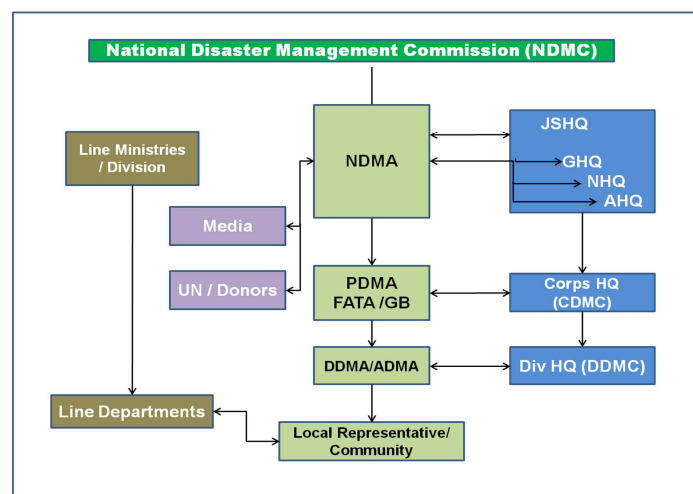 National Disaster Management Commission (NDMC)
Line Ministries
/ Division
NDMA
JSHQ
GHQ
NHQ
AHQ
Media
UN / Donors
PDMA
FATA /GB
Corps HQ
(CDMC)
DDMA/ADMA
Div HQ (DDMC)
Line Departments
Local Representative/
Community